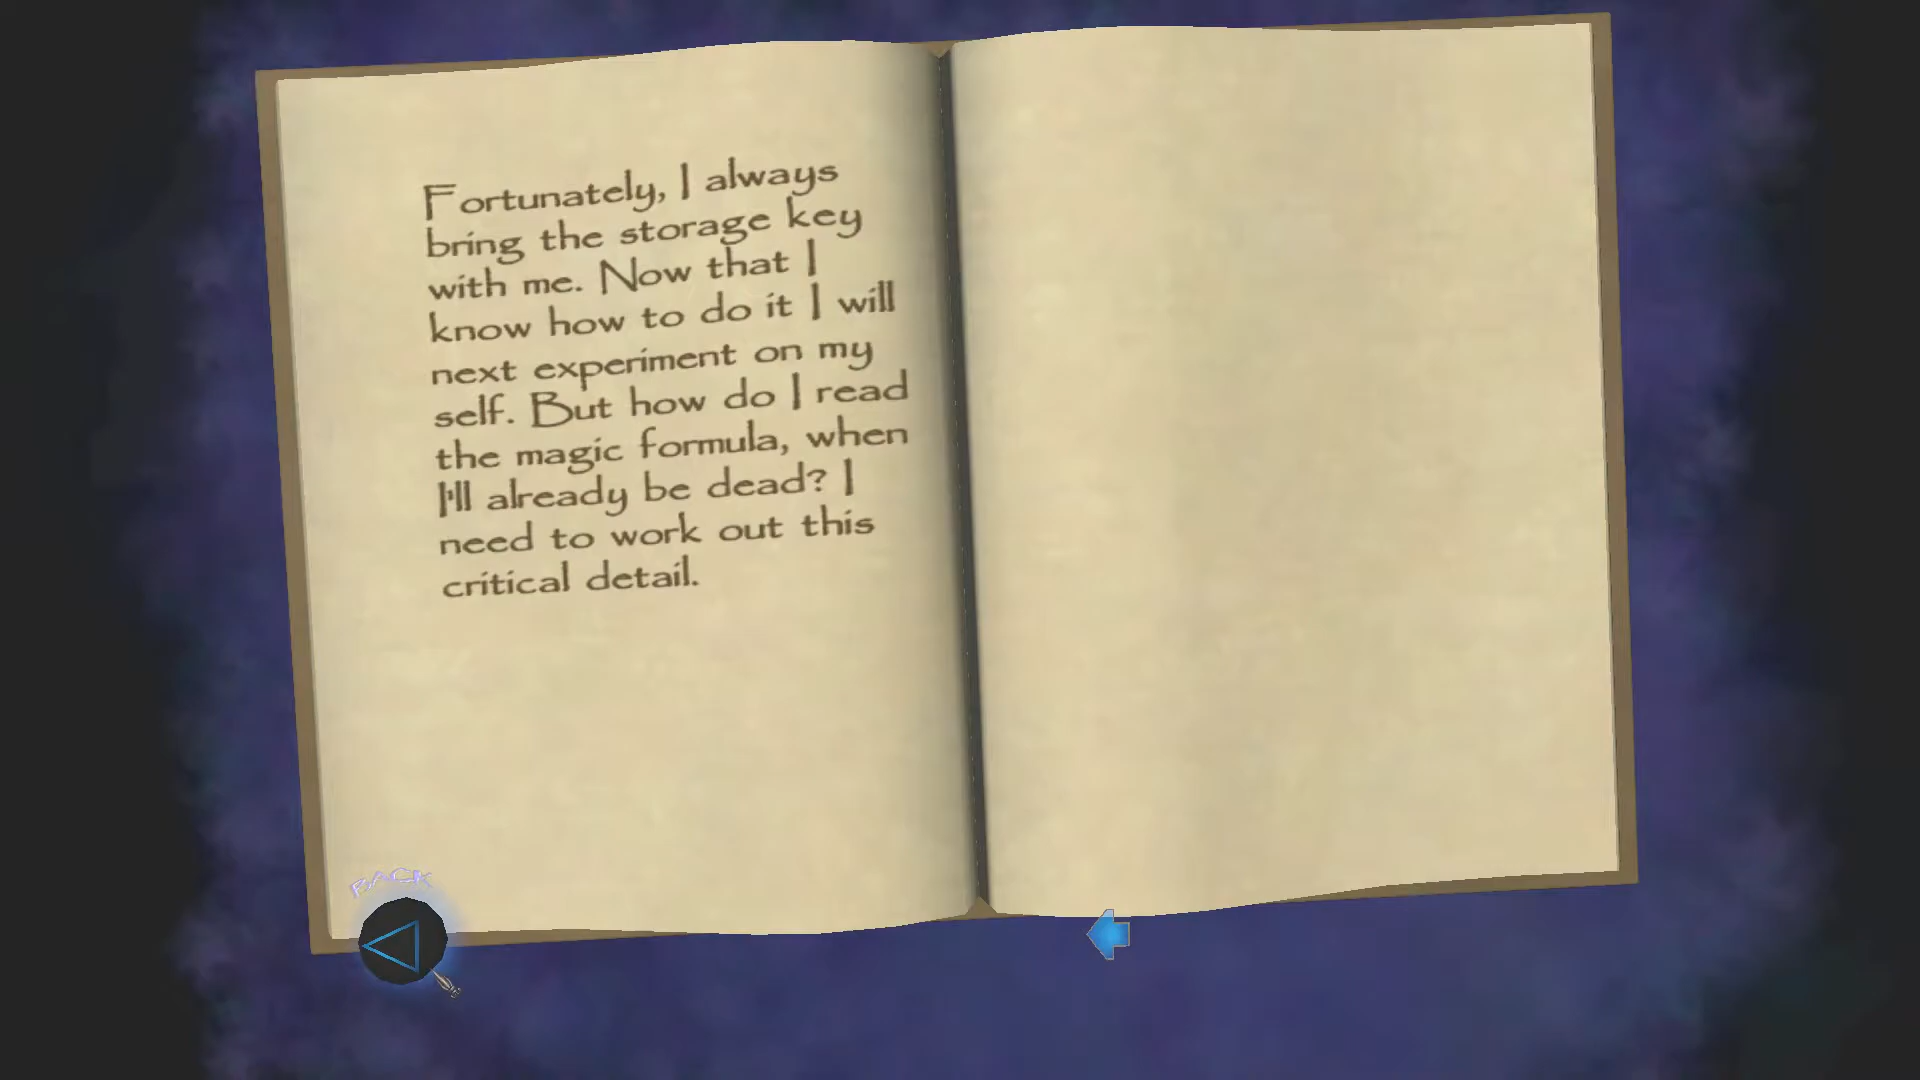 Fortunately, I always
bring the storage key
with me. Now that I
know how to do it I will
next experiment on my
self. But how do I read
the magic formula, when
I'll already be dead? I
need to work out this
critical detail.
BACK